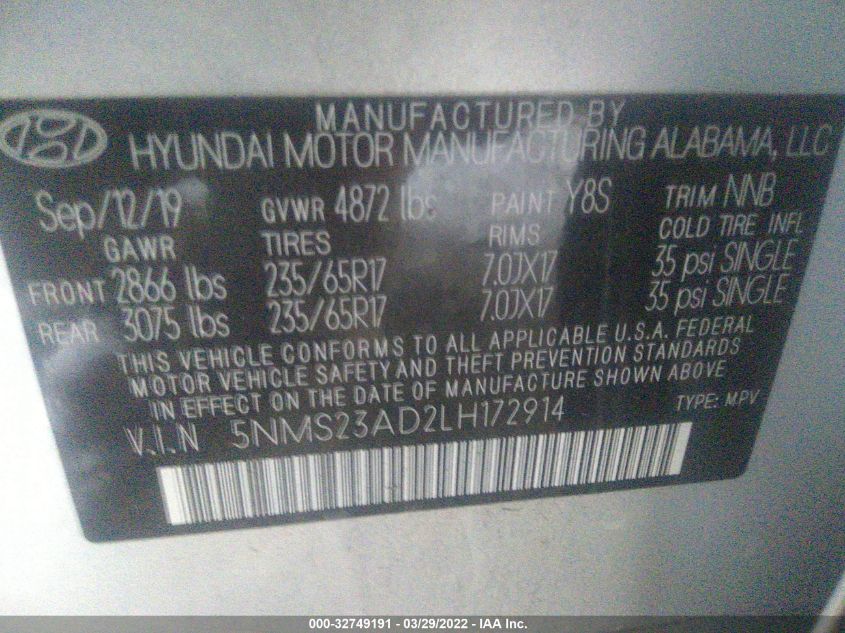 MANUFACTURED BY
HYUNDAI MOTOR MANUFACTURING ALABAMA, LLC
Sep/12/19 GVWR 4872 lbs PAINT Y8S TRIM NNB
GAWR TIRES RIMS COLD TIRE INFL
FRONT 2866 lbs 235/65R17 7.0JX17 35 psi SINGLE
REAR 3075 lbs 235/65R17 7.0JX17 35 psi SINGLE
THIS VEHICLE CONFORMS TO ALL APPLICABLE U.S.A. FEDERAL
MOTOR VEHICLE SAFETY AND THEFT PREVENTION STANDARDS
IN EFFECT ON THE DATE OF MANUFACTURE SHOWN ABOVE
V.I.N 5NMS23AD2LH172914 TYPE: MPV
000-32749191 — 03/29/2022 — IAA Inc.